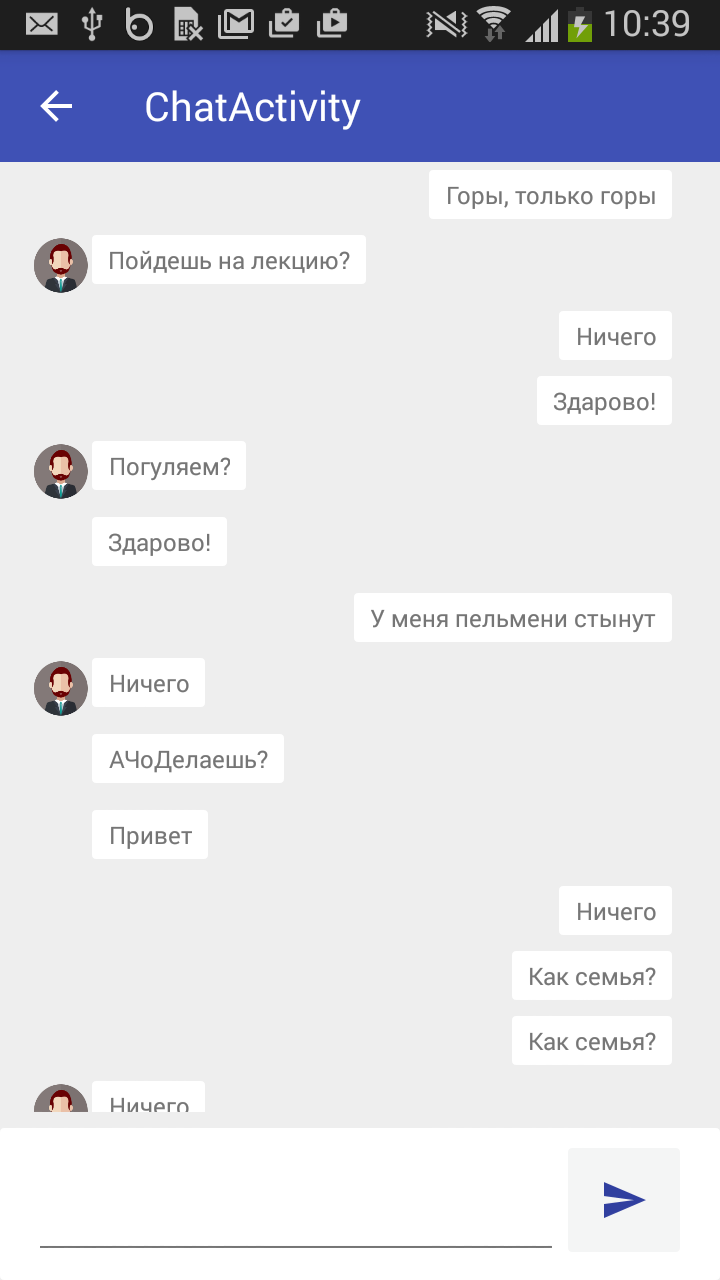 10:39
ChatActivity
Горы, только горы
Пойдешь на лекцию?
Ничего
Здарово!
Погуляем?
Здарово!
У меня пельмени стынут
Ничего
АЧоДелаешь?
Привет
Ничего
Как семья?
Как семья?
Ничего